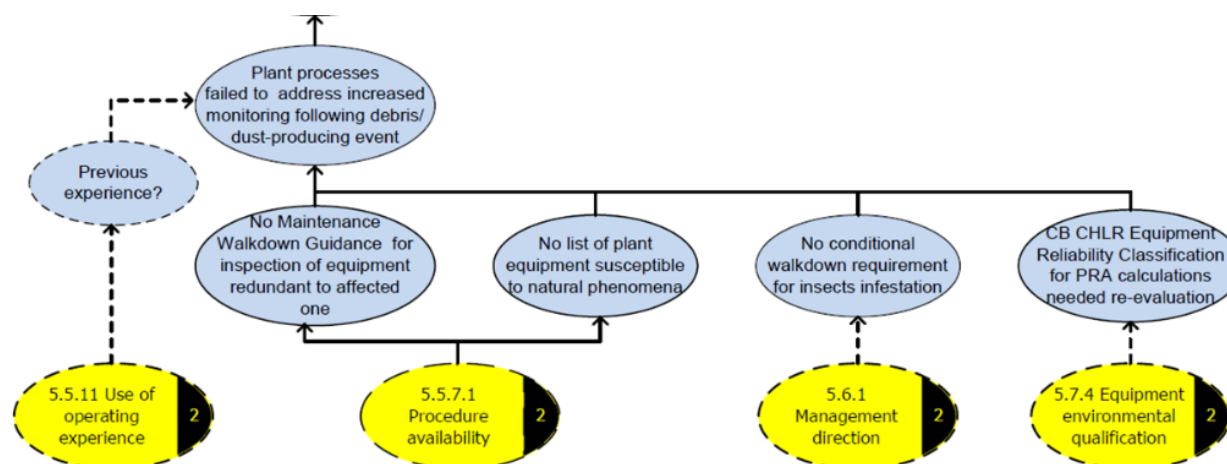 Plant processes
failed to address increased
monitoring following debris/
dust-producing event
Previous
experience?
No Maintenance
Walkdown Guidance for
inspection of equipment
redundant to affected
one
No list of plant
equipment susceptible
to natural phenomena
No conditional
walkdown requirement
for insects infestation
CB CHLR Equipment
Reliability Classification
for PRA calculations
needed re-evaluation
5.5.11 Use of
operating
experience
2
5.5.7.1
Procedure
availability
2
5.6.1
Management
direction
2
5.7.4 Equipment
environmental
qualification
2